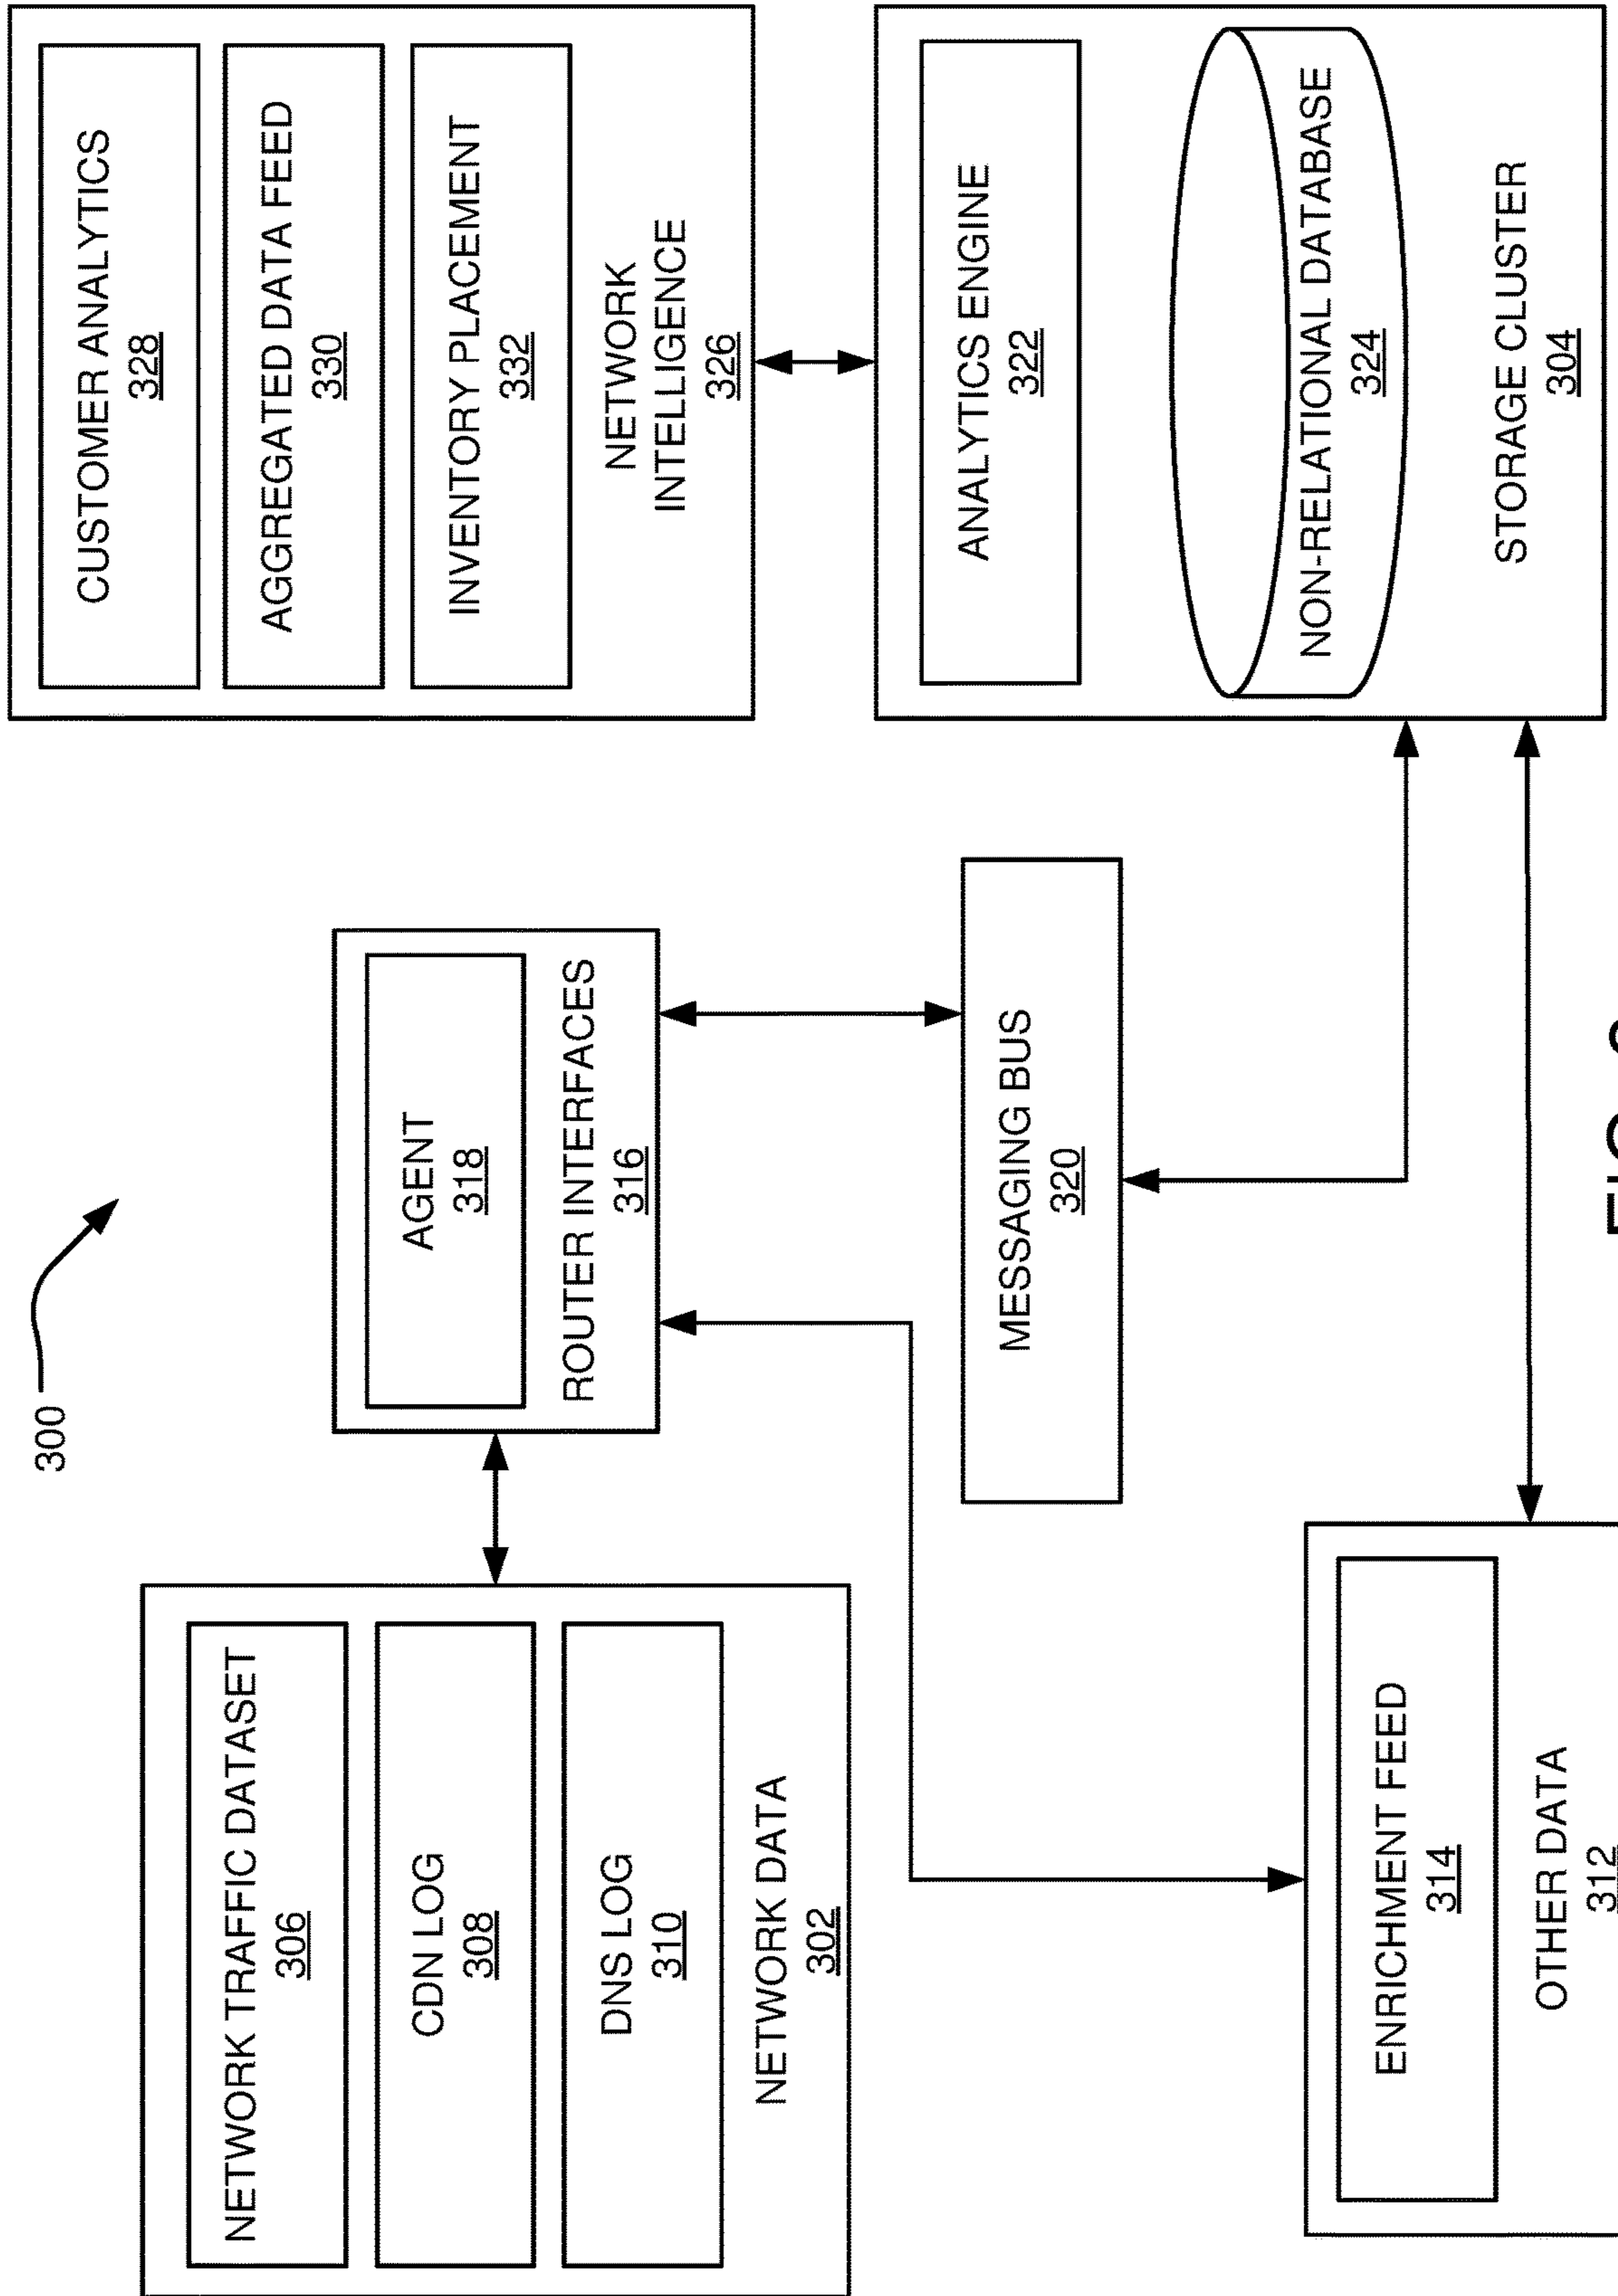 300
NETWORK TRAFFIC DATASET
306
CDN LOG
308
DNS LOG
310
NETWORK DATA
302
AGENT
318
ROUTER INTERFACES
316
CUSTOMER ANALYTICS
328
AGGREGATED DATA FEED
330
INVENTORY PLACEMENT
332
NETWORK
INTELLIGENCE
326
MESSAGING BUS
320
ANALYTICS ENGINE
322
NON-RELATIONAL DATABASE
324
STORAGE CLUSTER
304
ENRICHMENT FEED
314
OTHER DATA
312